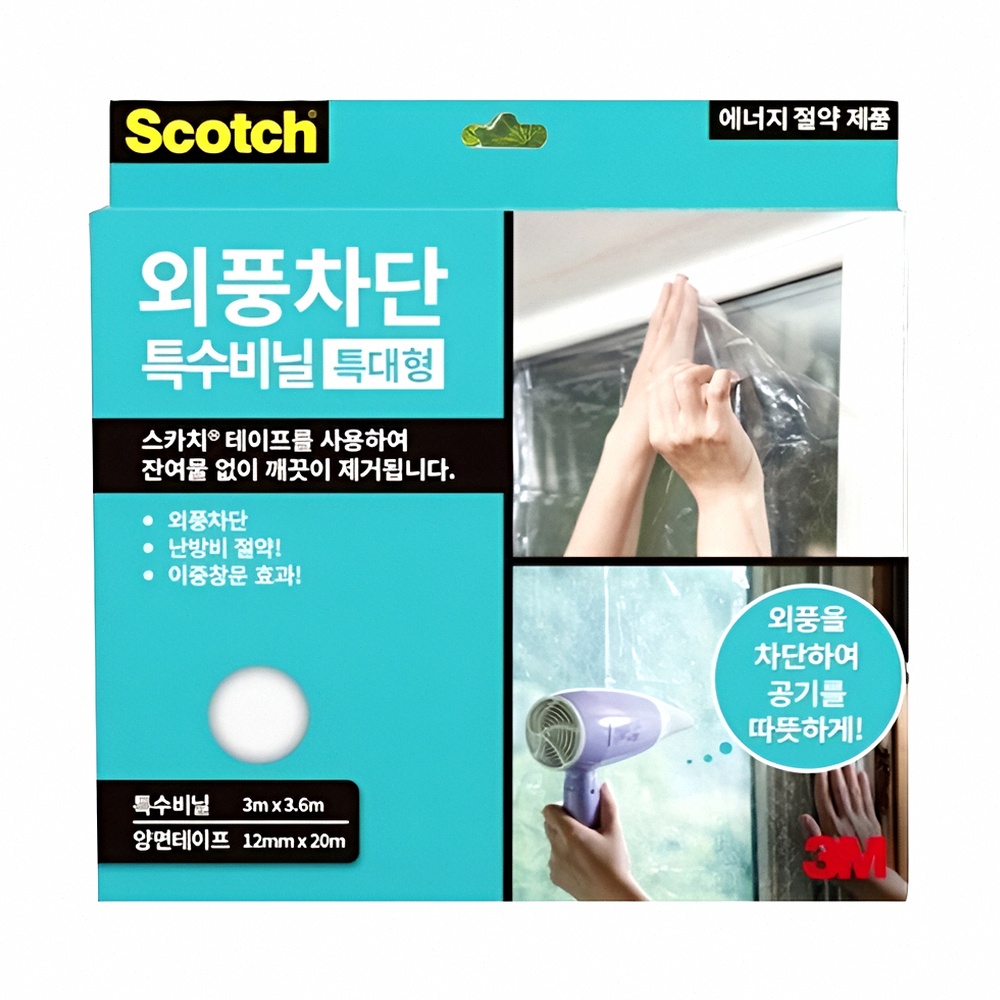 Scotch®
에너지 절약 제품
외풍차단
특수비닐 특대형
스카치® 테이프를 사용하여
잔여물 없이 깨끗이 제거됩니다.
• 외풍차단
• 난방비 절약!
• 이중창문 효과!
외풍을
차단하여
공기를
따뜻하게!
특수비닐 3m x 3.6m
양면테이프 12mm x 20m
3M